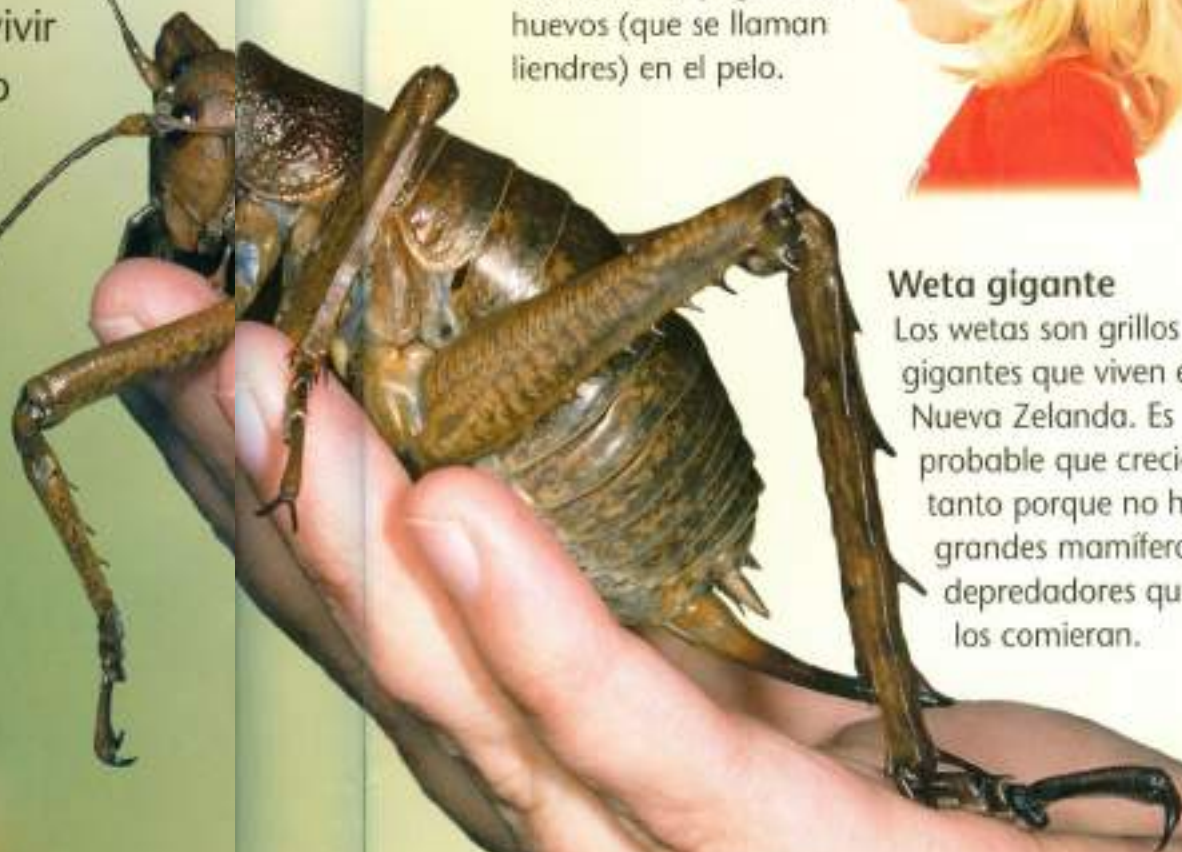 huevos (que se llaman
liendres) en el pelo.
Weta gigante
Los wetas son grillos
gigantes que viven
Nueva Zelanda. Es
probable que
tanto porque no
grandes
depredadores
los comieran.